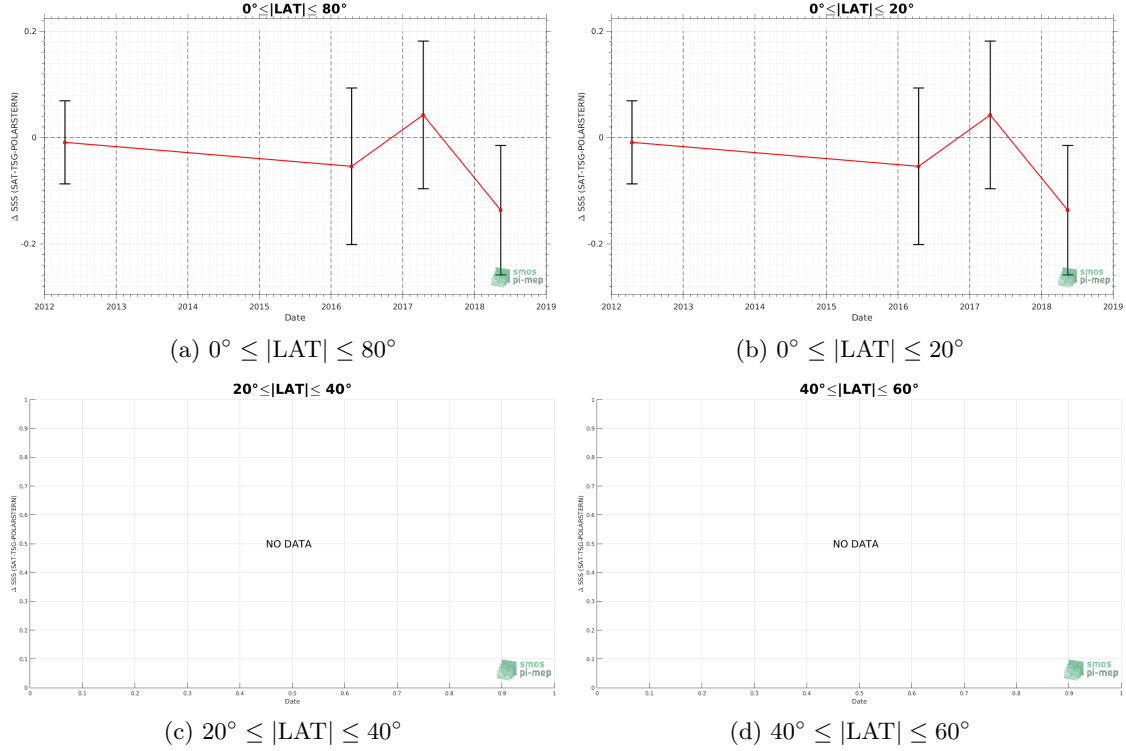 0°≤|LAT|≤ 80°
0.2
0
-0.2
Δ SSS (SAT-TSG-POLARSTERN)
2012 2013 2014 2015 2016 2017 2018 2019
Date
smos
pi-mep
(a) 0° ≤ |LAT| ≤ 80°
0°≤|LAT|≤ 20°
0.2
0
-0.2
Δ SSS (SAT-TSG-POLARSTERN)
2012 2013 2014 2015 2016 2017 2018 2019
Date
smos
pi-mep
(b) 0° ≤ |LAT| ≤ 20°
20°≤|LAT|≤ 40°
1
0.9
0.8
0.7
0.6
0.5
0.4
0.3
0.2
0.1
0
Δ SSS (SAT-TSG-POLARSTERN)
NO DATA
0 0.1 0.2 0.3 0.4 0.5 0.6 0.7 0.8 0.9 1
Date
smos
pi-mep
(c) 20° ≤ |LAT| ≤ 40°
40°≤|LAT|≤ 60°
1
0.9
0.8
0.7
0.6
0.5
0.4
0.3
0.2
0.1
0
Δ SSS (SAT-TSG-POLARSTERN)
NO DATA
0 0.1 0.2 0.3 0.4 0.5 0.6 0.7 0.8 0.9 1
Date
smos
pi-mep
(d) 40° ≤ |LAT| ≤ 60°